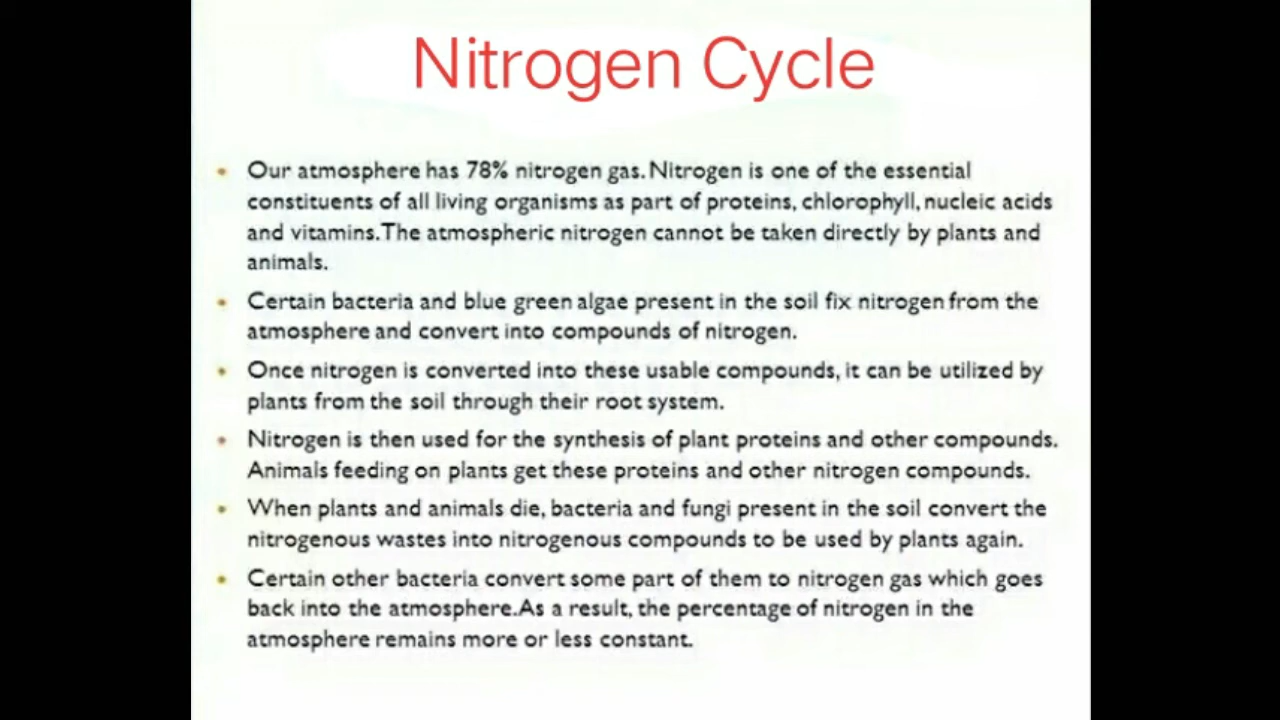 Nitrogen Cycle
• Our atmosphere has 78% nitrogen gas. Nitrogen is one of the essential
constituents of all living organisms as part of proteins, chlorophyll, nucleic acids
and vitamins. The atmospheric nitrogen cannot be taken directly by plants and
animals.
• Certain bacteria and blue green algae present in the soil fix nitrogen from the
atmosphere and convert into compounds of nitrogen.
• Once nitrogen is converted into these usable compounds, it can be utilized by
plants from the soil through their root system.
• Nitrogen is then used for the synthesis of plant proteins and other compounds.
Animals feeding on plants get these proteins and other nitrogen compounds.
• When plants and animals die, bacteria and fungi present in the soil convert the
nitrogenous wastes into nitrogenous compounds to be used by plants again.
• Certain other bacteria convert some part of them to nitrogen gas which goes
back into the atmosphere. As a result, the percentage of nitrogen in the
atmosphere remains more or less constant.